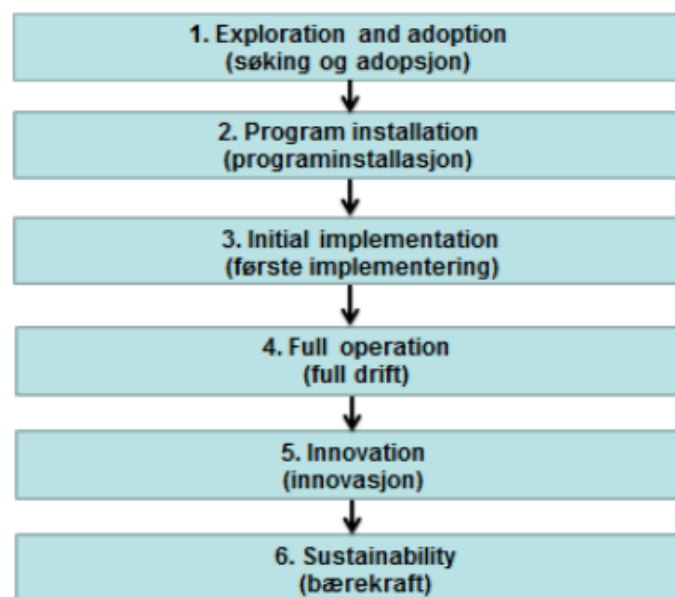 1. Exploration and adoption
(søking og adopsjon)
2. Program installation
(programinstallasjon)
3. Initial implementation
(første implementering)
4. Full operation
(full drift)
5. Innovation
(innovasjon)
6. Sustainability
(bærekraft)